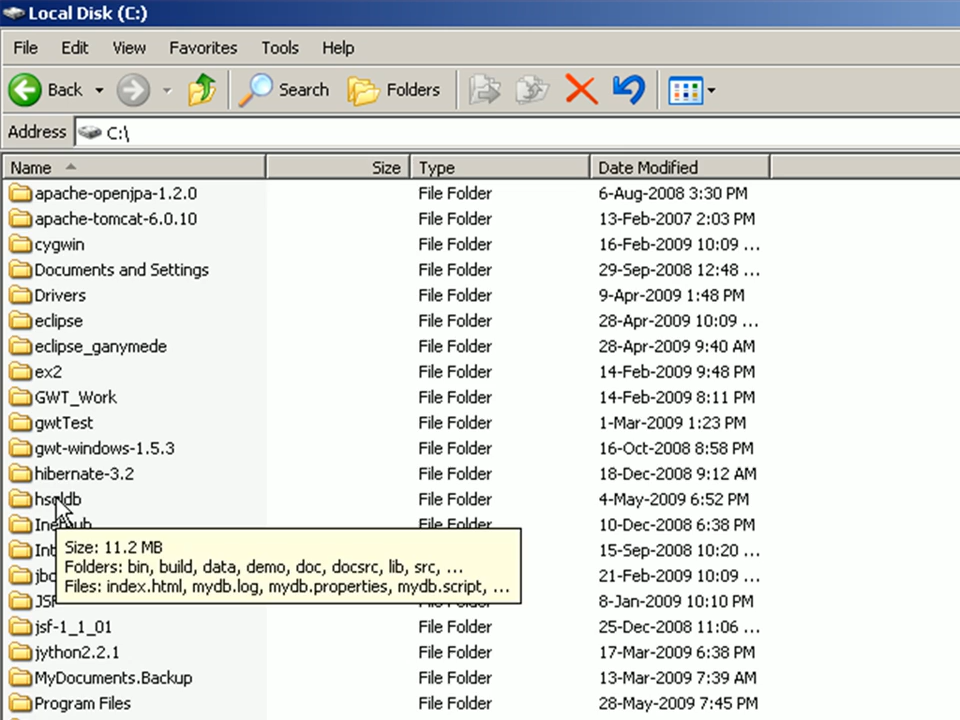 Local Disk (C:)
File Edit View Favorites Tools Help
Back Search Folders
Address C:\
Name Size Type Date Modified
apache-openjpa-1.2.0 File Folder 6-Aug-2008 3:30 PM
apache-tomcat-6.0.10 File Folder 13-Feb-2007 2:03 PM
cygwin File Folder 16-Feb-2009 10:09 ...
Documents and Settings File Folder 29-Sep-2008 12:48 ...
Drivers File Folder 9-Apr-2009 1:48 PM
eclipse File Folder 28-Apr-2009 10:09 ...
eclipse_ganymede File Folder 28-Apr-2009 9:40 AM
ex2 File Folder 14-Feb-2009 9:48 PM
GWT_Work File Folder 14-Feb-2009 8:11 PM
gwtTest File Folder 1-Mar-2009 1:23 PM
gwt-windows-1.5.3 File Folder 16-Oct-2008 8:58 PM
hibernate-3.2 File Folder 18-Dec-2008 9:12 AM
hsqldb File Folder 4-May-2009 6:52 PM
Inetpub File Folder 10-Dec-2008 6:38 PM
15-Sep-2008 10:20 ...
21-Feb-2009 10:09 ...
8-Jan-2009 10:10 PM
Size: 11.2 MB
Folders: bin, build, data, demo, doc, docsrc, lib, src, ...
Files: index.html, mydb.log, mydb.properties, mydb.script, ...
jsf-1_1_01 File Folder 25-Dec-2008 11:06 ...
jython2.2.1 File Folder 17-Mar-2009 6:38 PM
MyDocuments.Backup File Folder 13-Mar-2009 7:39 AM
Program Files File Folder 28-May-2009 7:45 PM